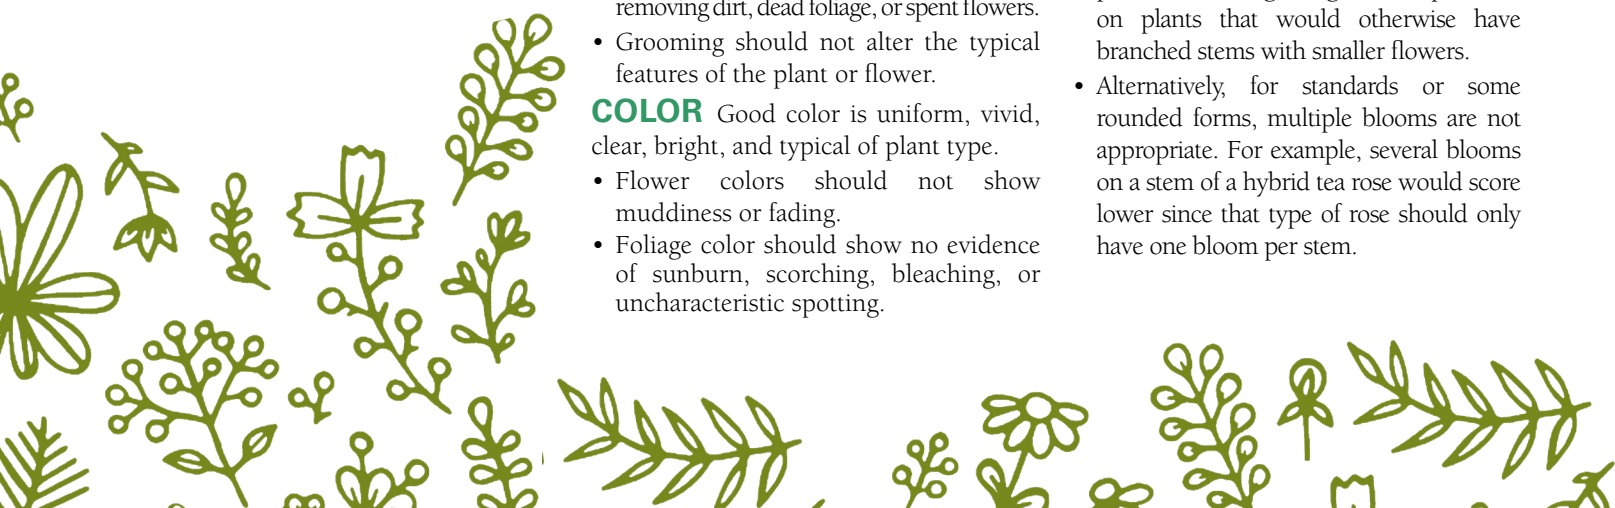 removing dirt, dead foliage, or spent flowers.
• Grooming should not alter the typical
features of the plant or flower.
COLOR Good color is uniform, vivid,
clear, bright, and typical of plant type.
• Flower colors should not show
muddiness or fading.
• Foliage color should show no evidence
of sunburn, scorching, bleaching, or
uncharacteristic spotting.
on plants that would otherwise have
branched stems with smaller flowers.
• Alternatively, for standards or some
rounded forms, multiple blooms are not
appropriate. For example, several blooms
on a stem of a hybrid tea rose would score
lower since that type of rose should only
have one bloom per stem.